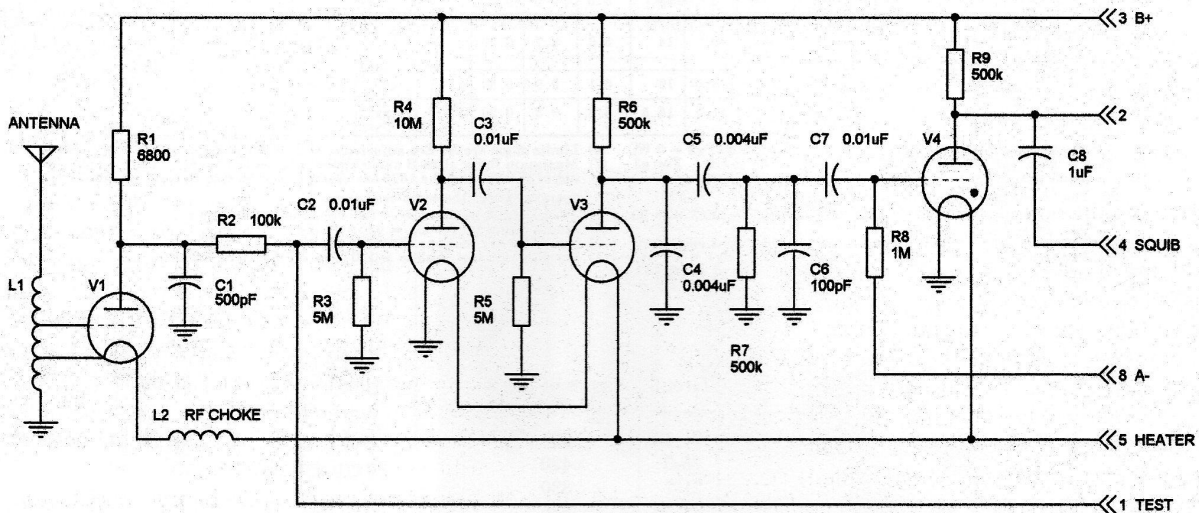 3 B+
R9
500k
R4
10M
C3
0.01uF
R6
500k
ANTENNA
R1
6800
C5 0.004uF
C7 0.01uF
V4
2
C8
1uF
R2 100k
C2 0.01uF
V2
V3
4 SQUIB
L1
V1
C1
500pF
R3
5M
R5
5M
C4
0.004uF
C6
100pF
R8
1M
R7
500k
8 A-
L2 RF CHOKE
5 HEATER
1 TEST